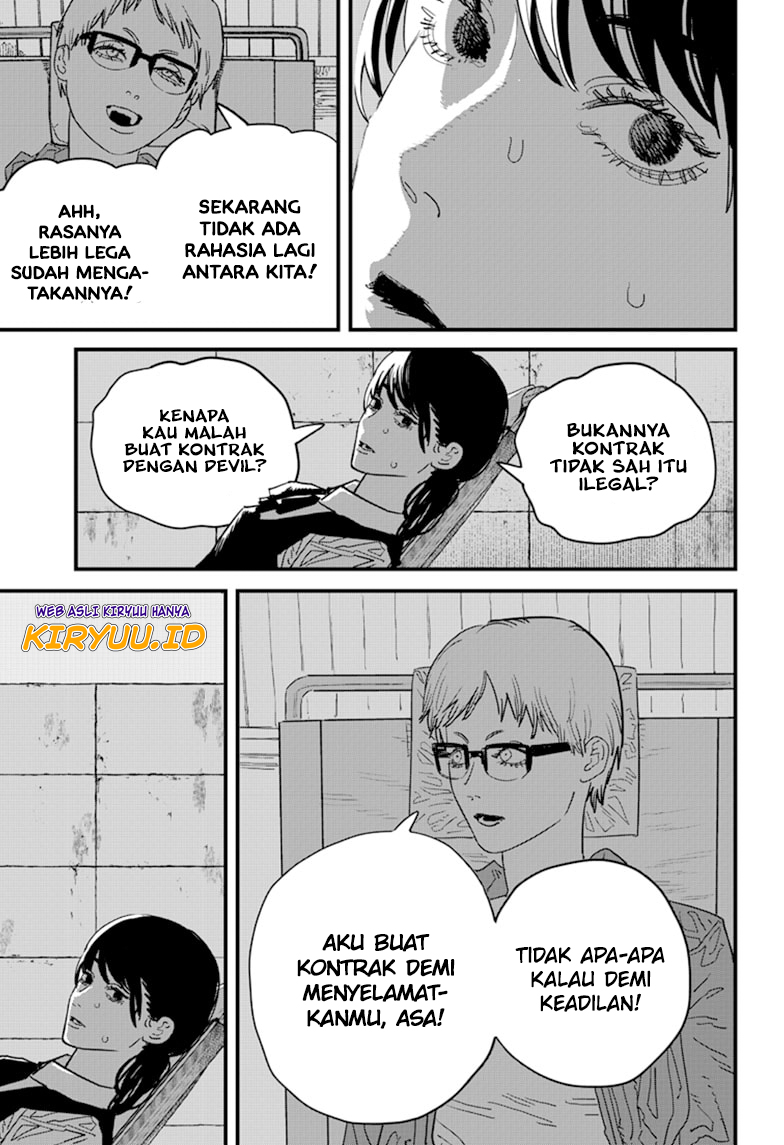 SEKARANG
TIDAK ADA
RAHASIA LAGI
ANTARA KITA!
AHH,
RASANYA
LEBIH LEGA
SUDAH MENGA-
TAKANNYA!
BUKANNYA
KONTRAK
TIDAK SAH ITU
ILEGAL?
KENAPA
KAU MALAH
BUAT KONTRAK
DENGAN DEVIL?
TIDAK APA-APA
KALAU DEMI
KEADILAN!
AKU BUAT
KONTRAK DEMI
MENYELAMAT-
KANMU, ASA!
WEB ASLI KIRYUU HANYA
KIRYUU.ID